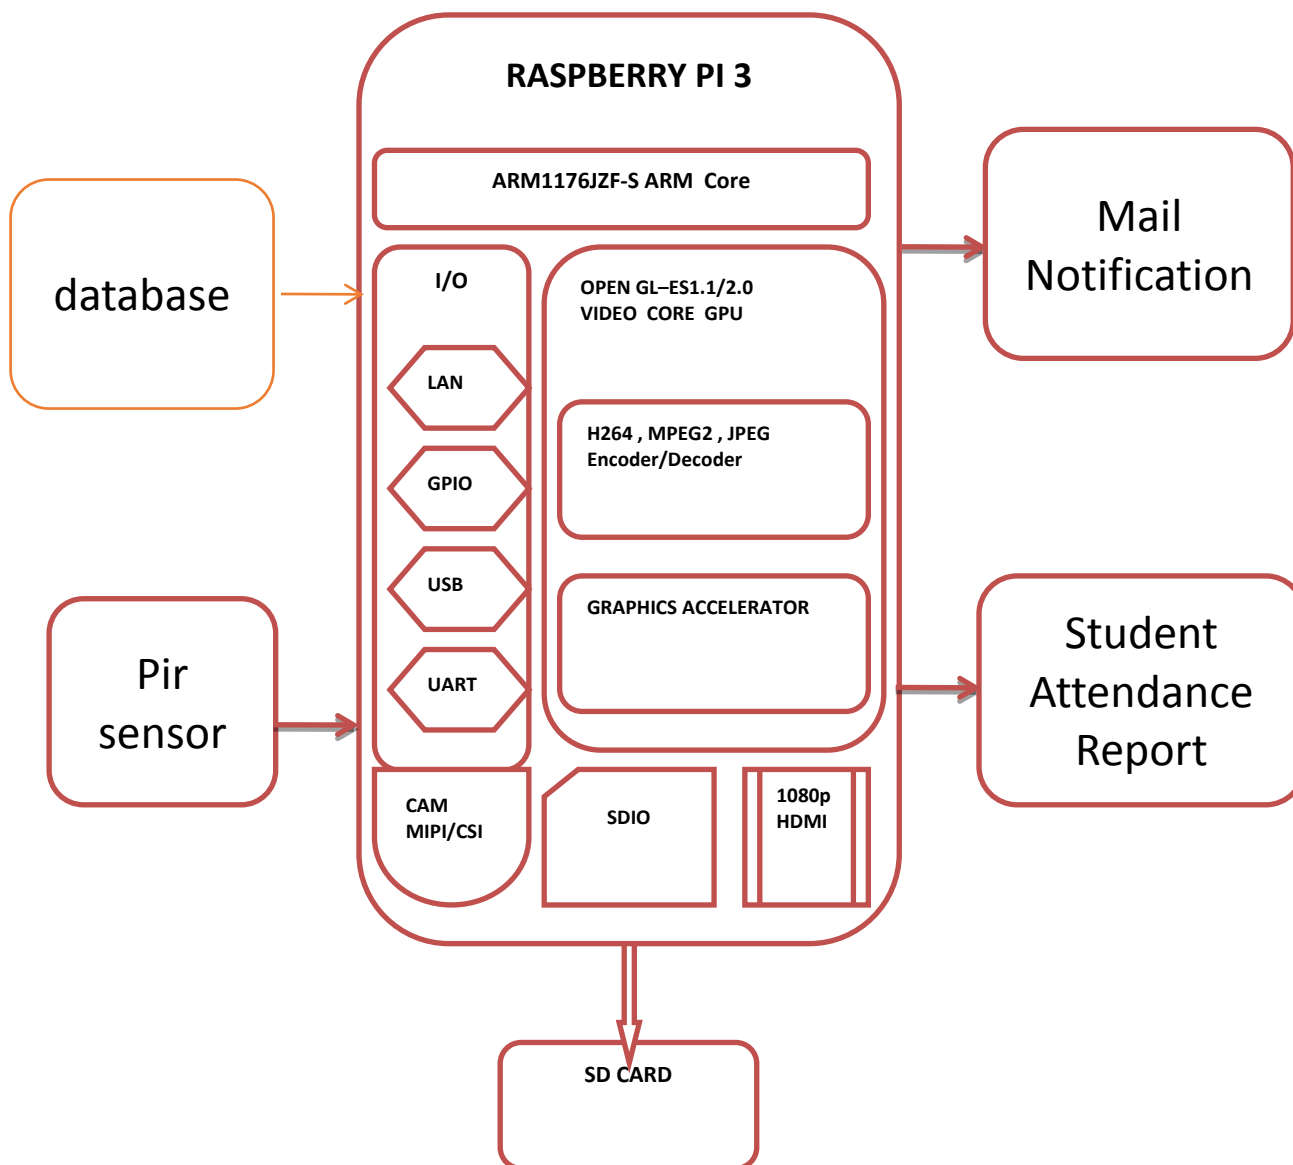 RASPBERRY PI 3
ARM1176JZF-S ARM Core
database
I/O
LAN
GPIO
USB
UART
OPEN GL–ES1.1/2.0
VIDEO CORE GPU
H264 , MPEG2 , JPEG
Encoder/Decoder
GRAPHICS ACCELERATOR
Mail
Notification
Pir
sensor
Student
Attendance
Report
CAM
MIPI/CSI
SDIO
1080p
HDMI
SD CARD